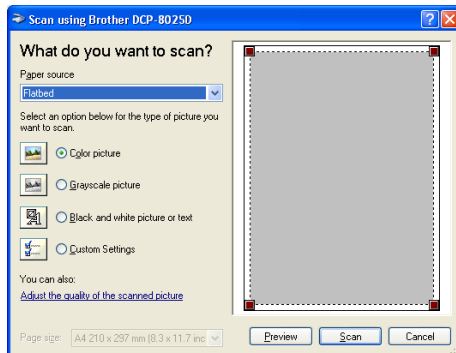 Scan using Brother DCP-8025D
What do you want to scan?
Paper source
Flatbed
Select an option below for the type of picture you
want to scan.
Color picture
Grayscale picture
Black and white picture or text
Custom Settings
You can also:
Adjust the quality of the scanned picture
Page size:
A4 210 x 297 mm (8.3 x 11.7 inc
Preview
Scan
Cancel